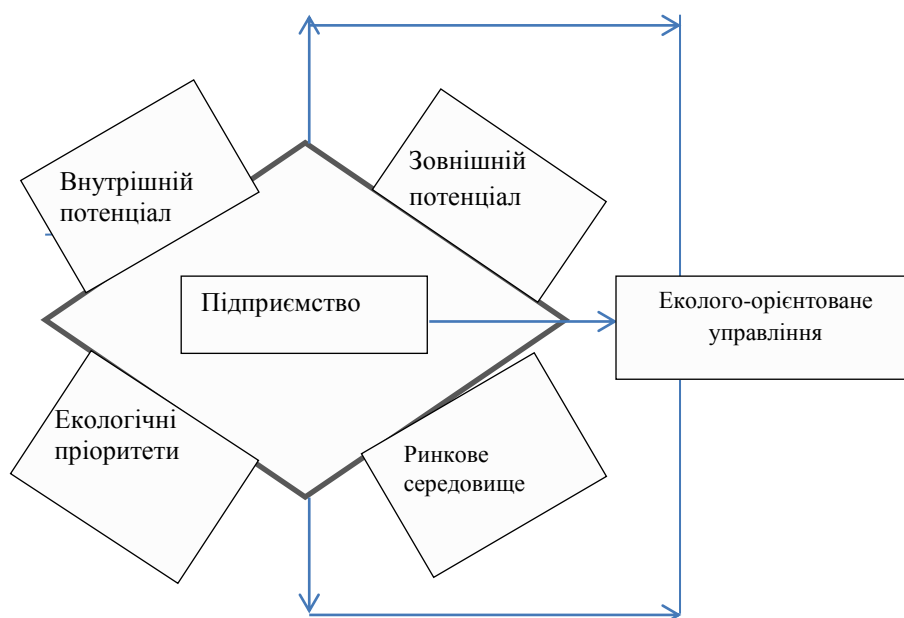 Внутрішній
потенціал
Зовнішній
потенціал
Підприємство
Еколого-орієнтоване
управління
Екологічні
пріоритети
Ринкове
середовище